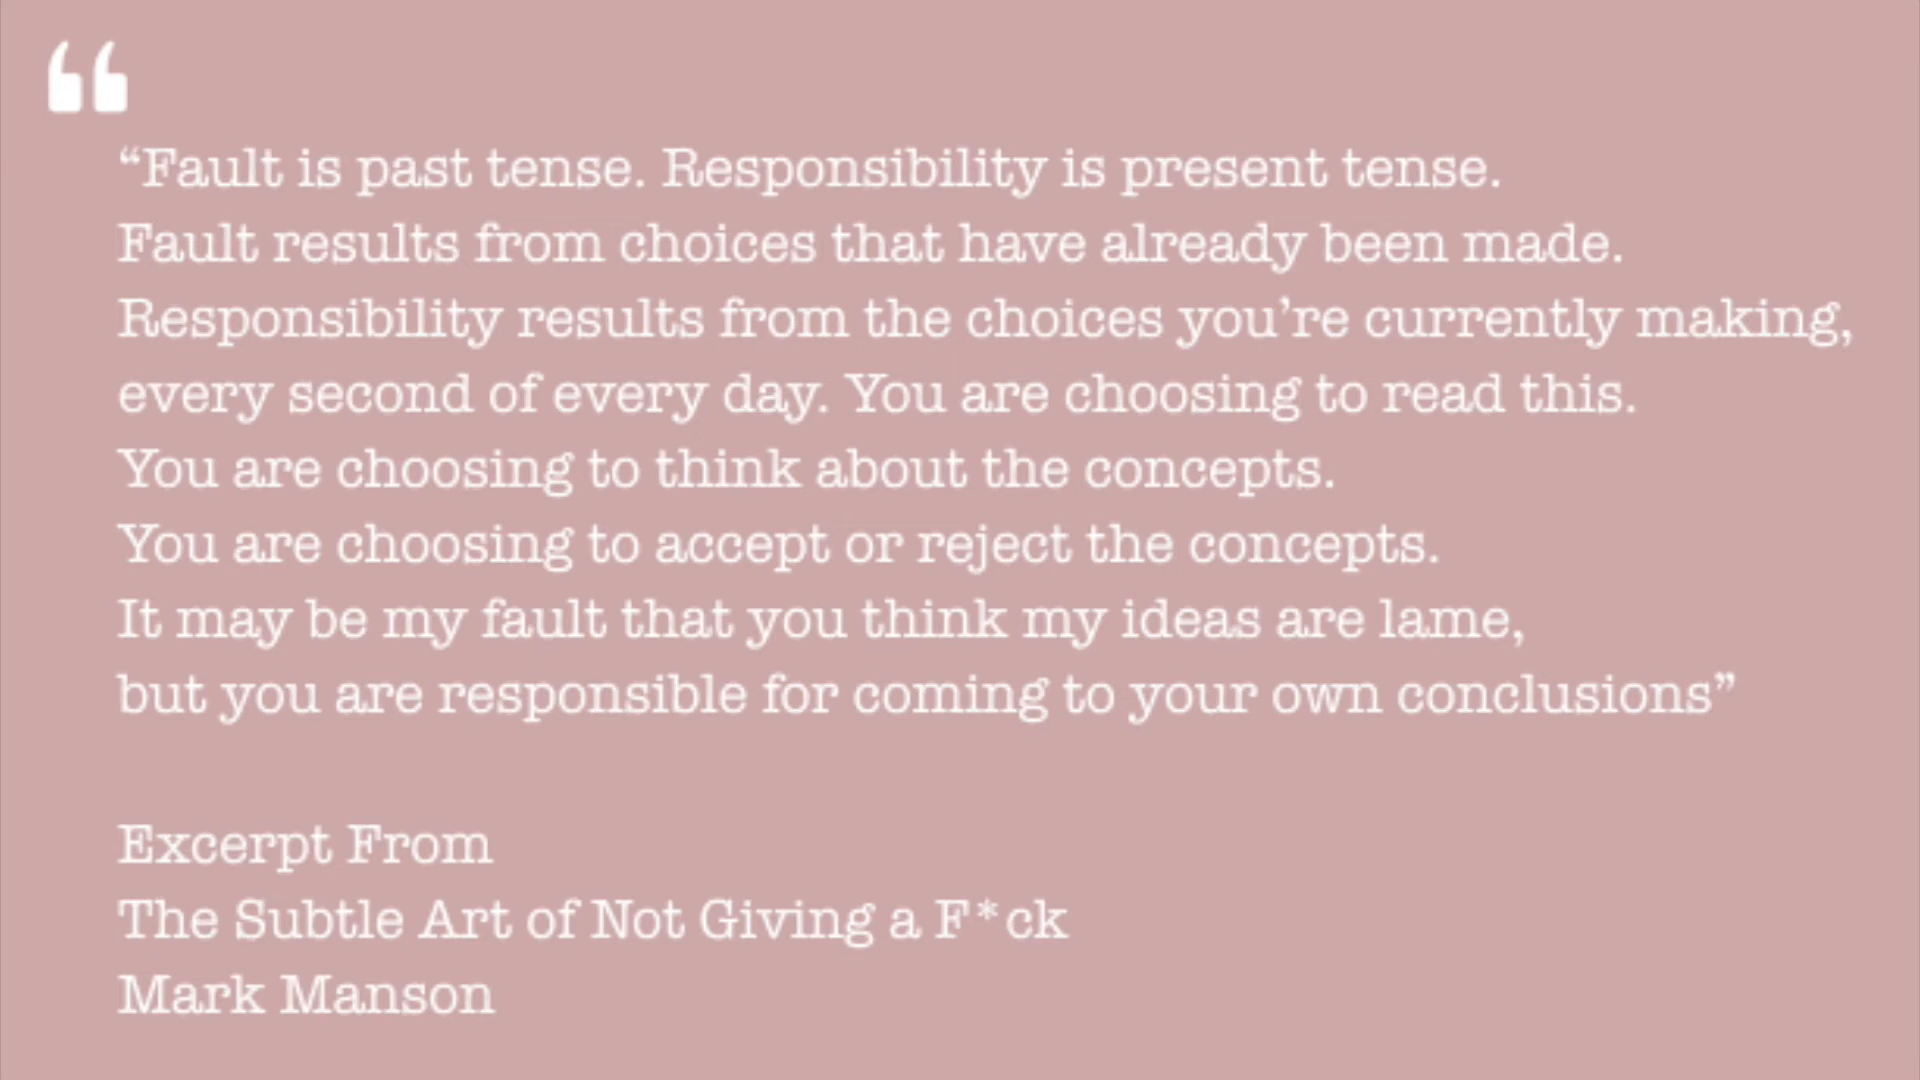 “
“Fault is past tense. Responsibility is present tense.
Fault results from choices that have already been made.
Responsibility results from the choices you’re currently making,
every second of every day. You are choosing to read this.
You are choosing to think about the concepts.
You are choosing to accept or reject the concepts.
It may be my fault that you think my ideas are lame,
but you are responsible for coming to your own conclusions”
Excerpt From
The Subtle Art of Not Giving a F*ck
Mark Manson